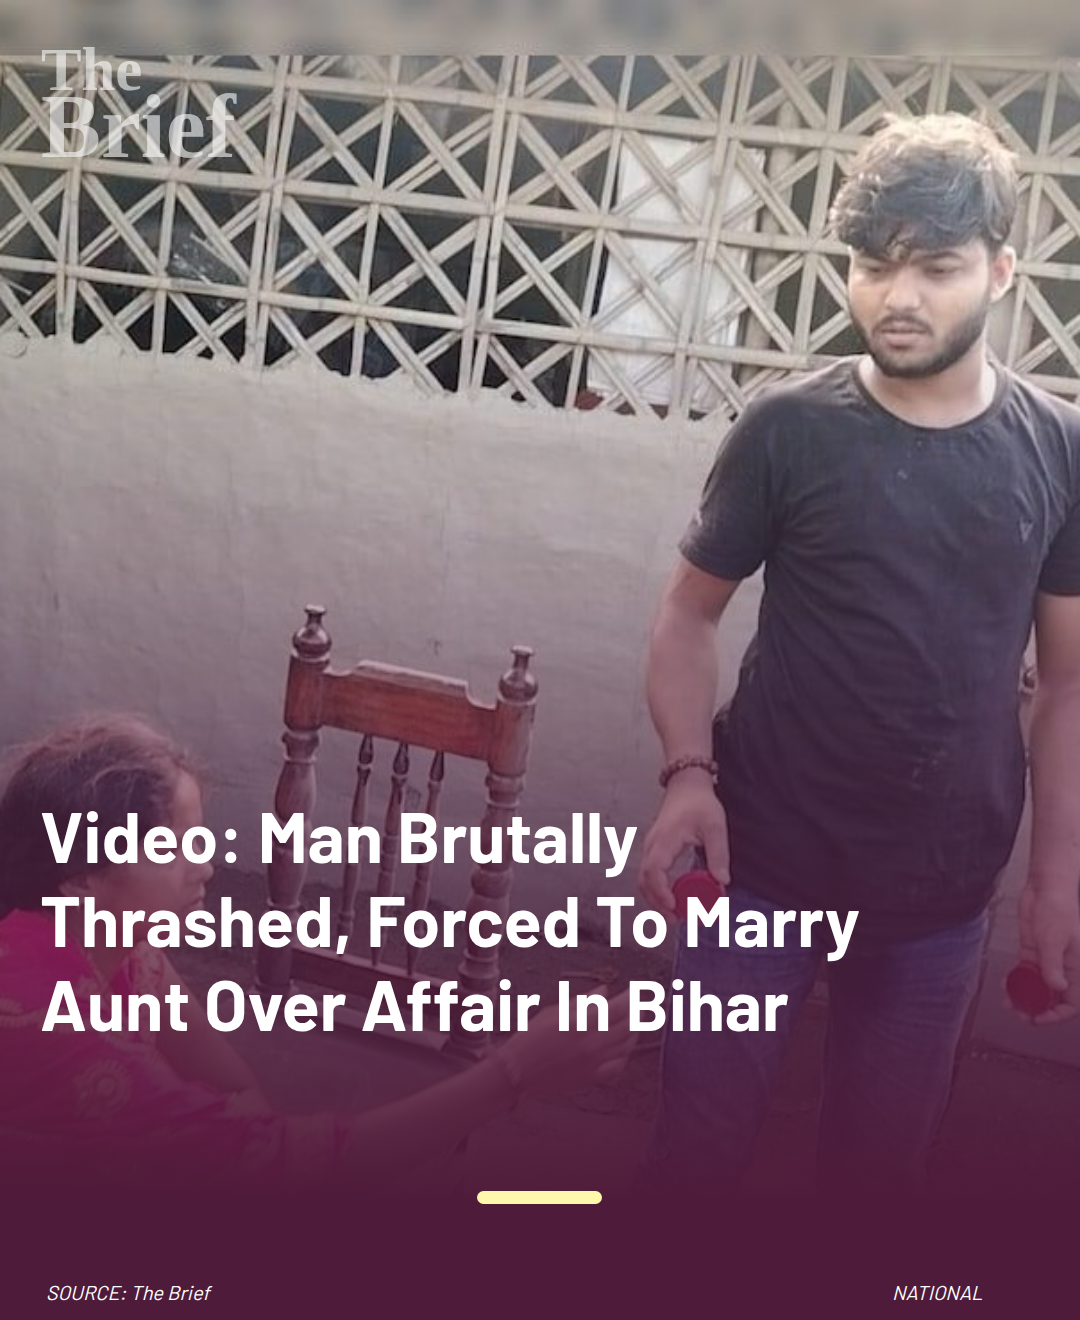 The
Brief
Video: Man Brutally
Thrashed, Forced To Marry
Aunt Over Affair In Bihar
SOURCE: The Brief
NATIONAL